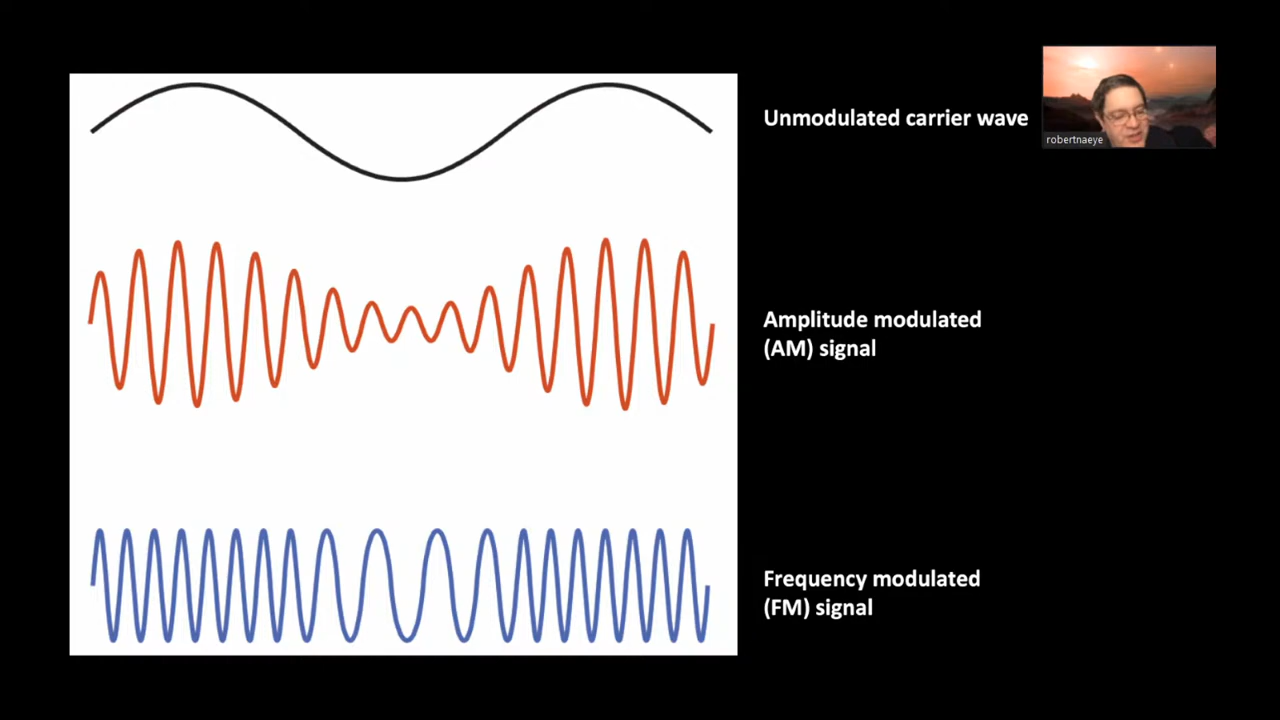 Unmodulated carrier wave
robertnaeye
Amplitude modulated
(AM) signal
Frequency modulated
(FM) signal